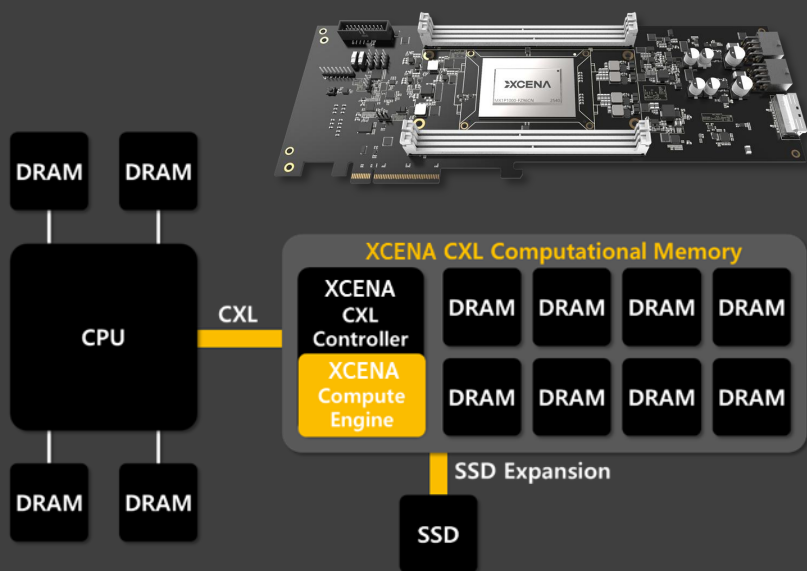 XCENA
DRAM
DRAM
XCENA CXL Computational Memory
XCENA
CXL
Controller
DRAM
DRAM
DRAM
DRAM
CXL
CPU
XCENA
Compute
Engine
DRAM
DRAM
DRAM
DRAM
SSD Expansion
DRAM
DRAM
SSD